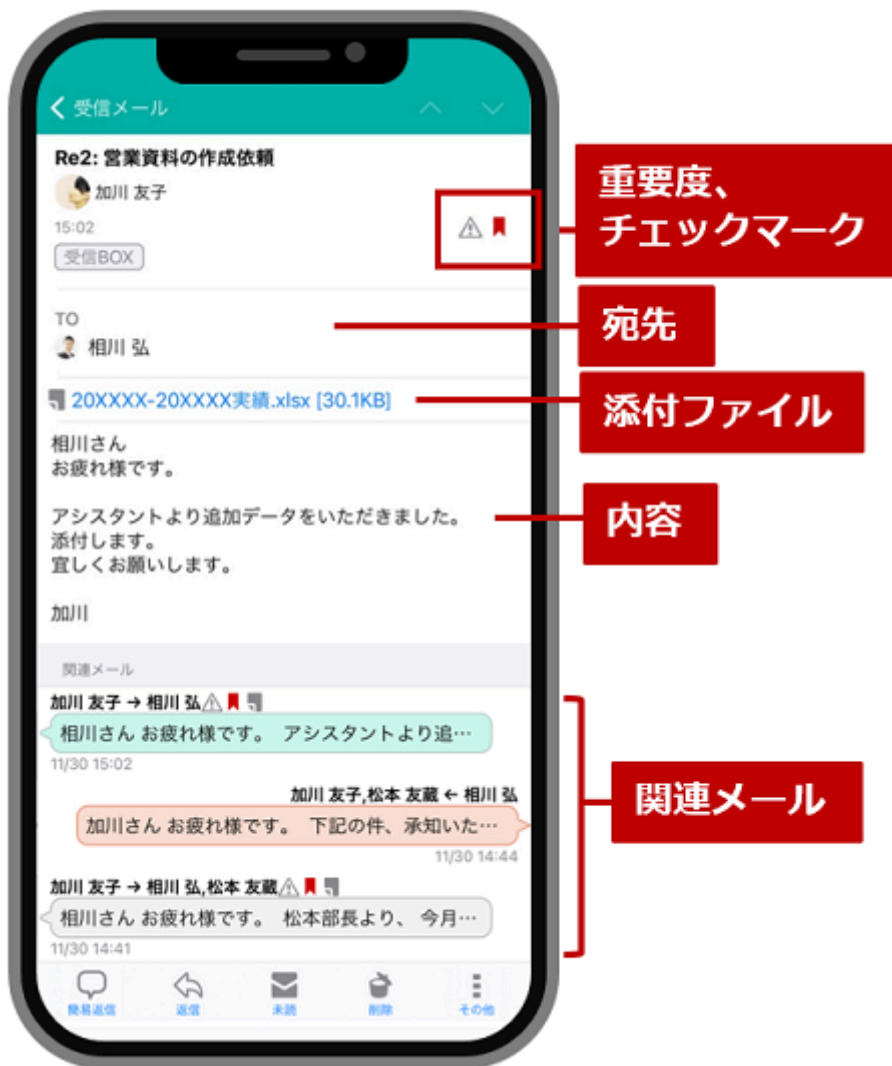 受信メール
Re2: 営業資料の作成依頼
加川 友子
15:02
受信BOX
重要度、
チェックマーク
TO
相川 弘
宛先
20XXXX-20XXXX実績.xlsx [30.1KB]
添付ファイル
相川さん
お疲れ様です。
アシスタントより追加データをいただきました。
添付します。
宜しくお願いします。
加川
内容
関連メール
加川 友子 → 相川 弘
相川さん お疲れ様です。 アシスタントより追…
11/30 15:02
加川 友子,松本 友蔵 ← 相川 弘
加川さん お疲れ様です。 下記の件、承知いた…
11/30 14:44
加川 友子 → 相川 弘,松本 友蔵
相川さん お疲れ様です。 松本部長より、 今月…
11/30 14:41
関連メール
簡易返信 返信 未読 削除 その他